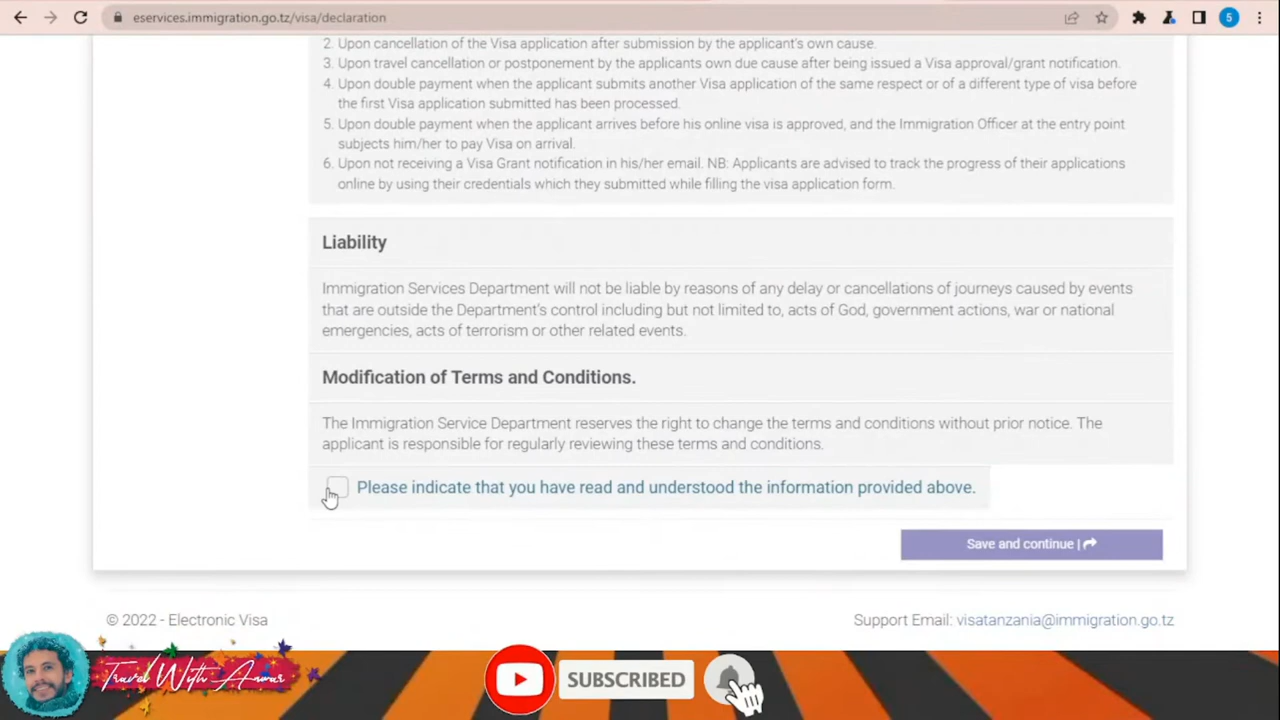 eservices.immigration.go.tz/visa/declaration
5
2. Upon cancellation of the Visa application after submission by the applicant's own cause.
3. Upon travel cancellation or postponement by the applicants own due cause after being issued a Visa approval/grant notification.
4. Upon double payment when the applicant submits another Visa application of the same respect or of a different type of visa before
the first Visa application submitted has been processed.
5. Upon double payment when the applicant arrives before his online visa is approved, and the Immigration Officer at the entry point
subjects him/her to pay Visa on arrival.
6. Upon not receiving a Visa Grant notification in his/her email. NB: Applicants are advised to track the progress of their applications
online by using their credentials which they submitted while filling the visa application form.
Liability
Immigration Services Department will not be liable by reasons of any delay or cancellations of journeys caused by events
that are outside the Department's control including but not limited to, acts of God, government actions, war or national
emergencies, acts of terrorism or other related events.
Modification of Terms and Conditions.
The Immigration Service Department reserves the right to change the terms and conditions without prior notice. The
applicant is responsible for regularly reviewing these terms and conditions.
Please indicate that you have read and understood the information provided above.
Save and continue |
© 2022 - Electronic Visa
Support Email: visatanzania@immigration.go.tz
Travel With Anwar
SUBSCRIBED